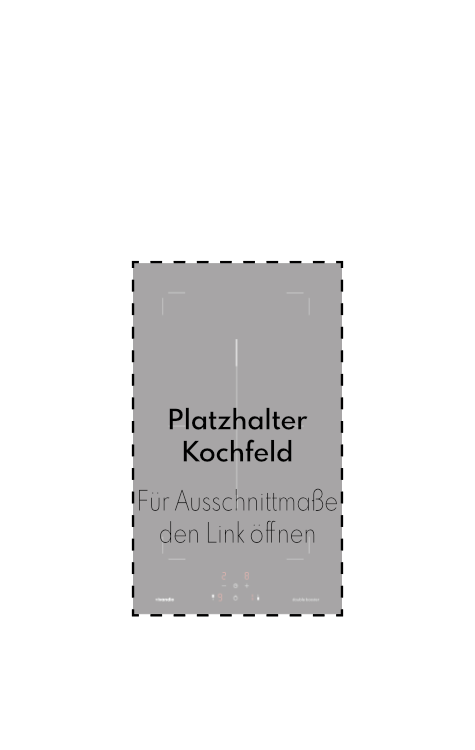 Platzhalter
Kochfeld
Für Ausschnittmaße
den Link öffnen